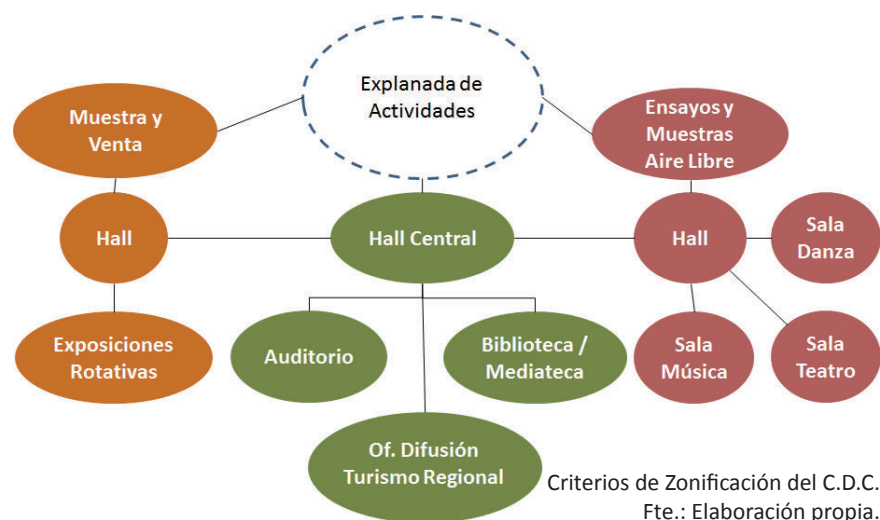 Explanada de
Actividades
Muestra y
Venta
Ensayos y
Muestras
Aire Libre
Hall
Hall Central
Hall
Sala
Danza
Exposiciones
Rotativas
Auditorio
Biblioteca /
Mediateca
Sala
Música
Sala
Teatro
Of. Difusión
Turismo Regional
Criterios de Zonificación del C.D.C.
Fte.: Elaboración propia.